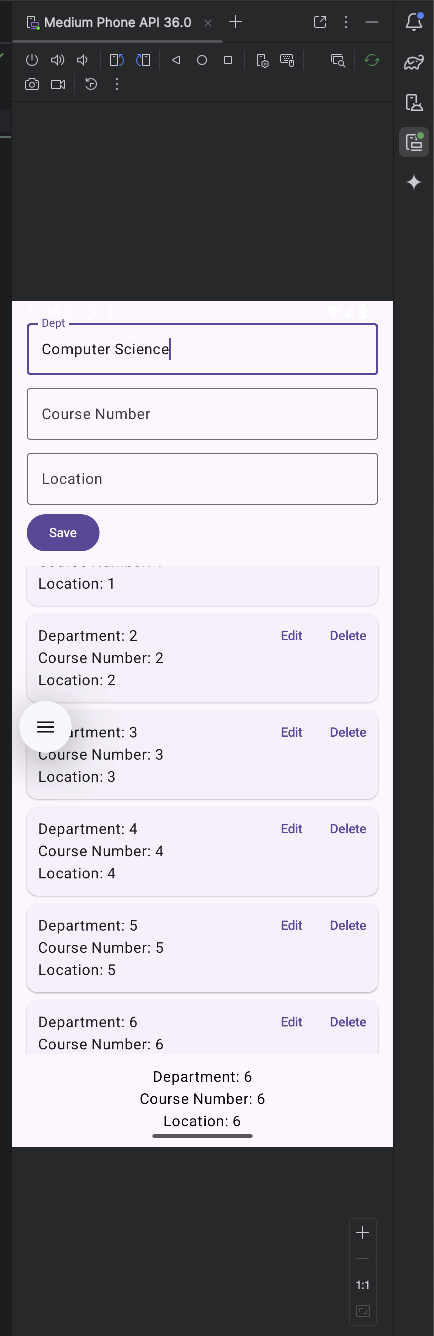 Medium Phone API 36.0
Dept
Computer Science
Course Number
Location
Save
Location: 1
Department: 2 Edit Delete
Course Number: 2
Location: 2
artment: 3 Edit Delete
Course Number: 3
Location: 3
Department: 4 Edit Delete
Course Number: 4
Location: 4
Department: 5 Edit Delete
Course Number: 5
Location: 5
Department: 6 Edit Delete
Course Number: 6
Department: 6
Course Number: 6
Location: 6
1:1